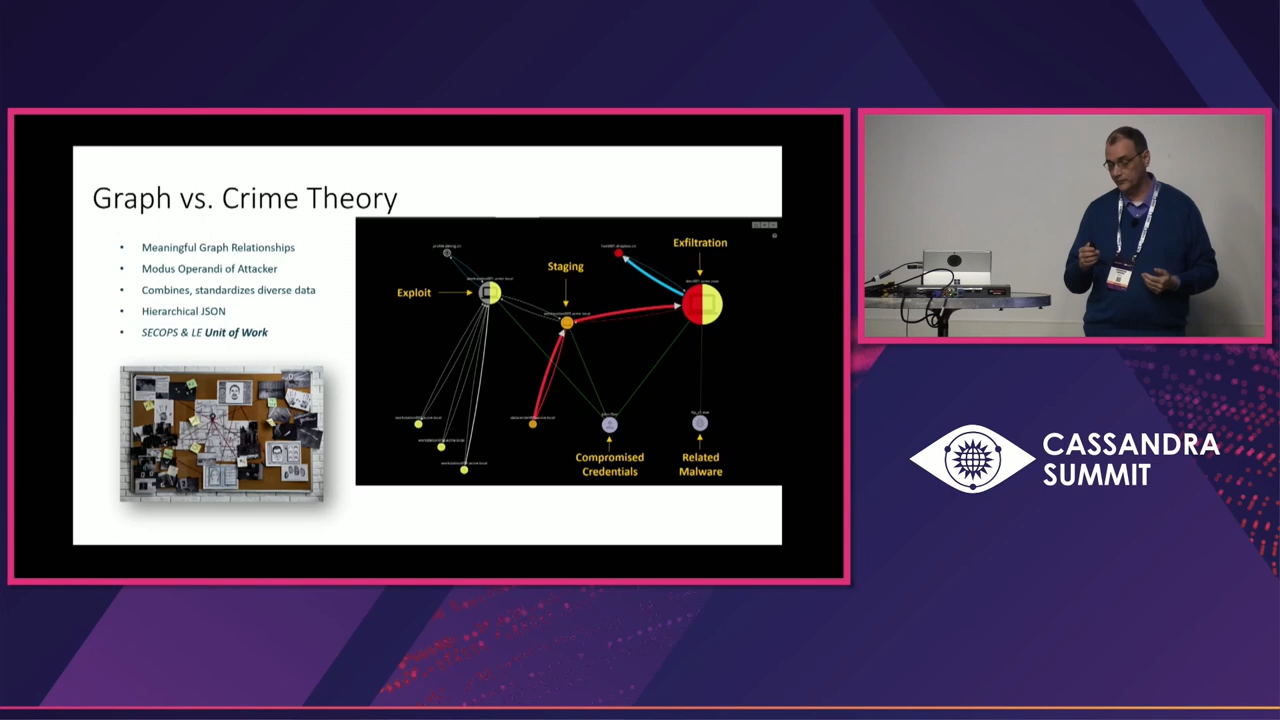 Graph vs. Crime Theory
• Meaningful Graph Relationships
• Modus Operandi of Attacker
• Combines, standardizes diverse data
• Hierarchical JSON
• SECOPS & LE Unit of Work
Exploit
Staging
Exfiltration
Compromised
Credentials
Related
Malware
CASSANDRA
SUMMIT